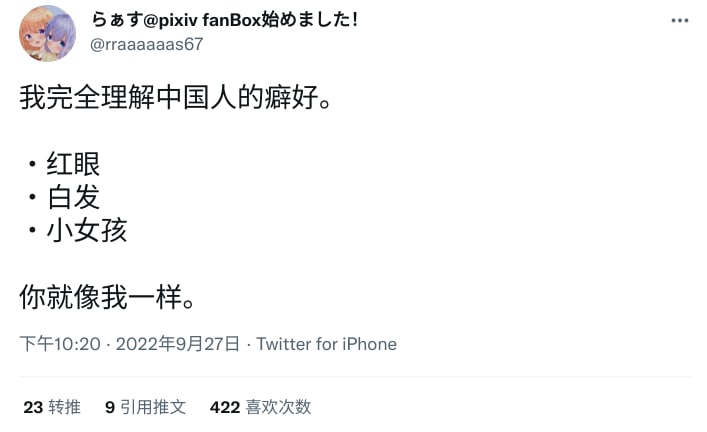 らぁす@pixiv fanBox始めました!
@rraaaaaas67
我完全理解中国人的癖好。
・红眼
・白发
・小女孩
你就像我一样。
下午10:20 · 2022年9月27日 · Twitter for iPhone
23 转推 9 引用推文 422 喜欢次数